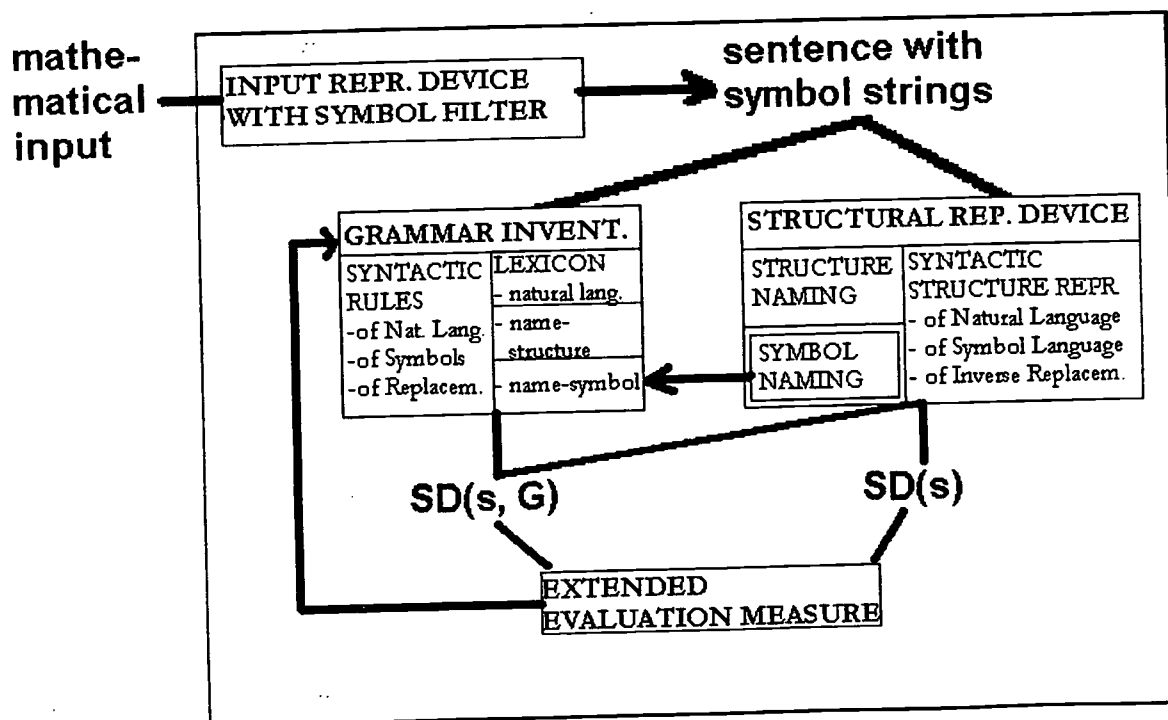 mathe-
matical
input
INPUT REPR. DEVICE
WITH SYMBOL FILTER
sentence with
symbol strings
GRAMMAR INVENT.
SYNTACTIC
RULES
-of Nat. Lang.
-of Symbols
-of Replacem.
LEXICON
- natural lang.
- name-
structure
- name-symbol
STRUCTURAL REP. DEVICE
STRUCTURE
NAMING
SYMBOL
NAMING
SYNTACTIC
STRUCTURE REPR
- of Natural Language
- of Symbol Language
- of Inverse Replacem.
SD(s, G)
SD(s)
EXTENDED
EVALUATION MEASURE